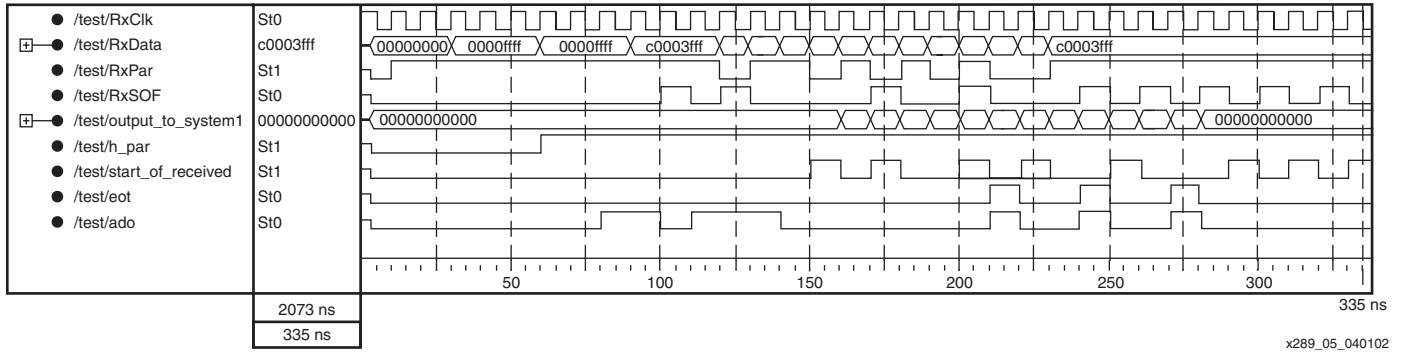 /test/RxClk St0
/test/RxData c0003fff 00000000 0000ffff 0000ffff c0003fff c0003fff
/test/RxPar St1
/test/RxSOF St0
/test/output_to_system1 00000000000 00000000000 00000000000
/test/h_par St1
/test/start_of_received St1
/test/eot St0
/test/ado St0
50 100 150 200 250 300
2073 ns 335 ns
335 ns
x289_05_040102